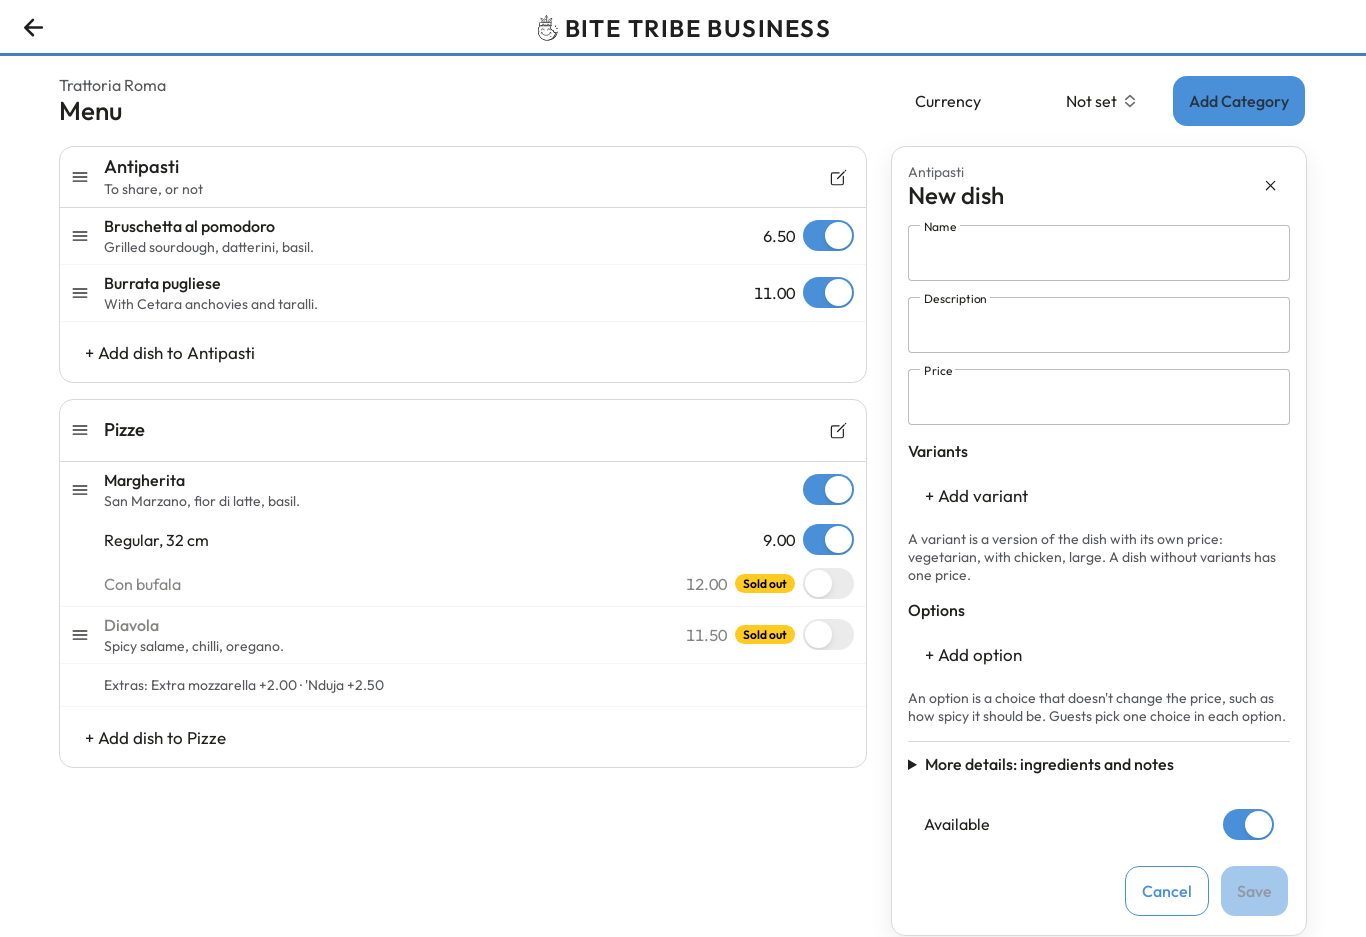 BITE TRIBE BUSINESS
Trattoria Roma
Menu
Currency
Not set
Add Category
Antipasti
To share, or not
Bruschetta al pomodoro
Grilled sourdough, datterini, basil.
6.50
Burrata pugliese
With Cetara anchovies and taralli.
11.00
+ Add dish to Antipasti
Pizze
Margherita
San Marzano, fior di latte, basil.
Regular, 32 cm
9.00
Con bufala
12.00
Sold out
Diavola
Spicy salame, chilli, oregano.
11.50
Sold out
Extras: Extra mozzarella +2.00 · 'Nduja +2.50
+ Add dish to Pizze
Antipasti
New dish
Name
Description
Price
Variants
+ Add variant
A variant is a version of the dish with its own price:
vegetarian, with chicken, large. A dish without variants has
one price.
Options
+ Add option
An option is a choice that doesn't change the price, such as
how spicy it should be. Guests pick one choice in each option.
More details: ingredients and notes
Available
Cancel
Save